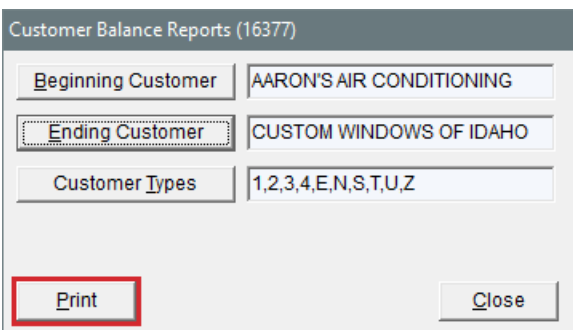 Customer Balance Reports (16377)
Beginning Customer AARON'S AIR CONDITIONING
Ending Customer CUSTOM WINDOWS OF IDAHO
Customer Types 1,2,3,4,E,N,S,T,U,Z
Print Close